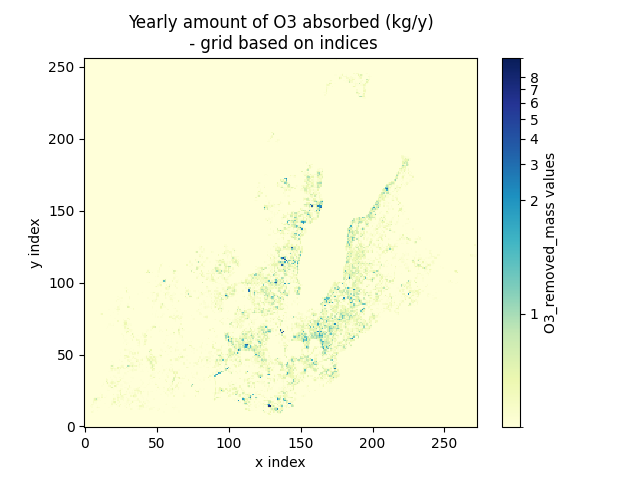 Yearly amount of O3 absorbed (kg/y)
- grid based on indices
250
200
150
100
50
0
y index
0 50 100 150 200 250
x index
8
7
6
5
4
3
2
1
O3_removed_mass values